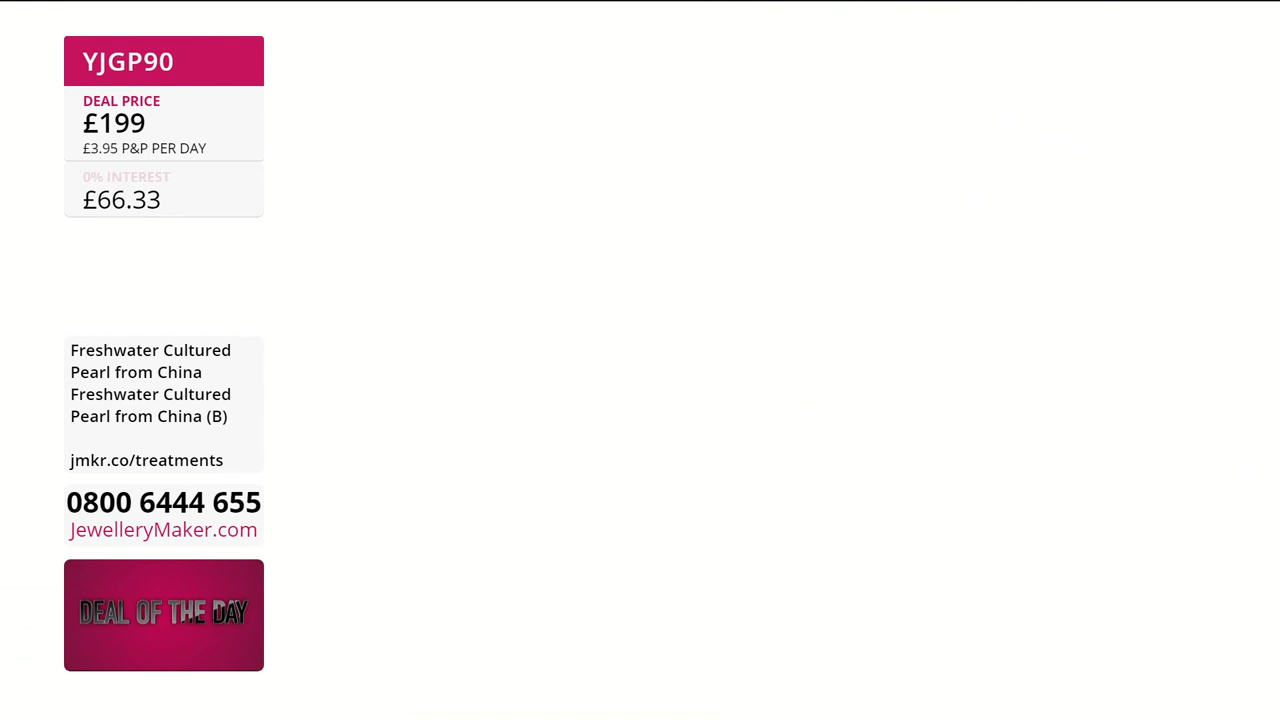 YJGP90
DEAL PRICE
£199
£3.95 P&P PER DAY
0% INTEREST
£66.33
Freshwater Cultured
Pearl from China
Freshwater Cultured
Pearl from China (B)
jmkr.co/treatments
0800 6444 655
JewelleryMaker.com
DEAL OF THE DAY